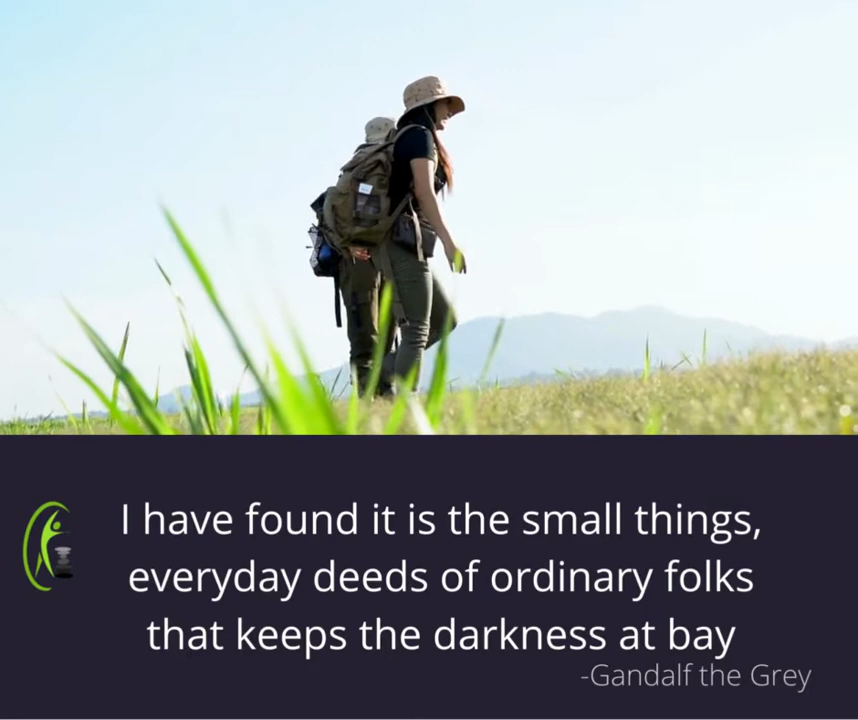 I have found it is the small things,
everyday deeds of ordinary folks
that keeps the darkness at bay
-Gandalf the Grey